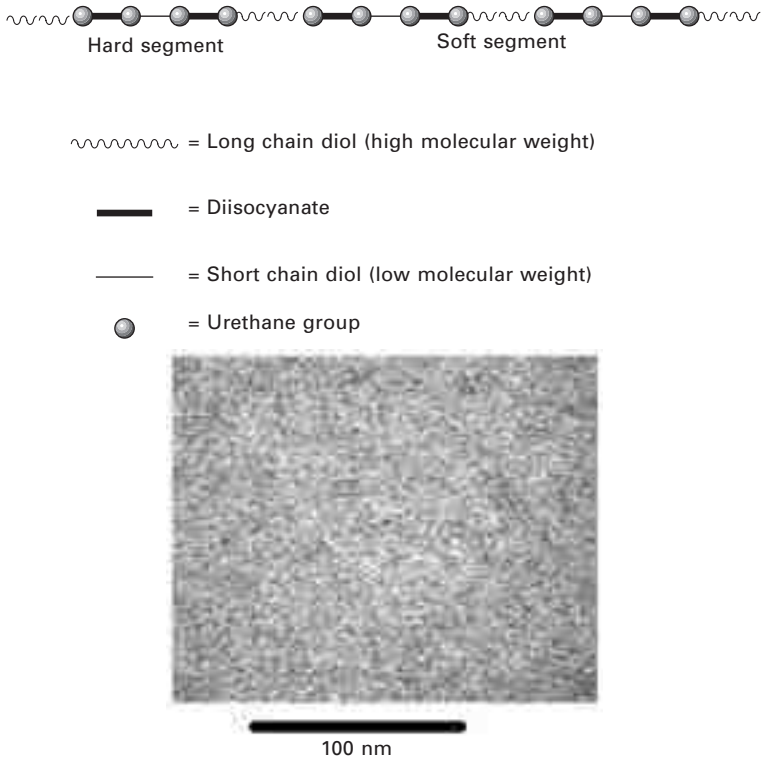 Hard segment
Soft segment
= Long chain diol (high molecular weight)
= Diisocyanate
= Short chain diol (low molecular weight)
= Urethane group
100 nm